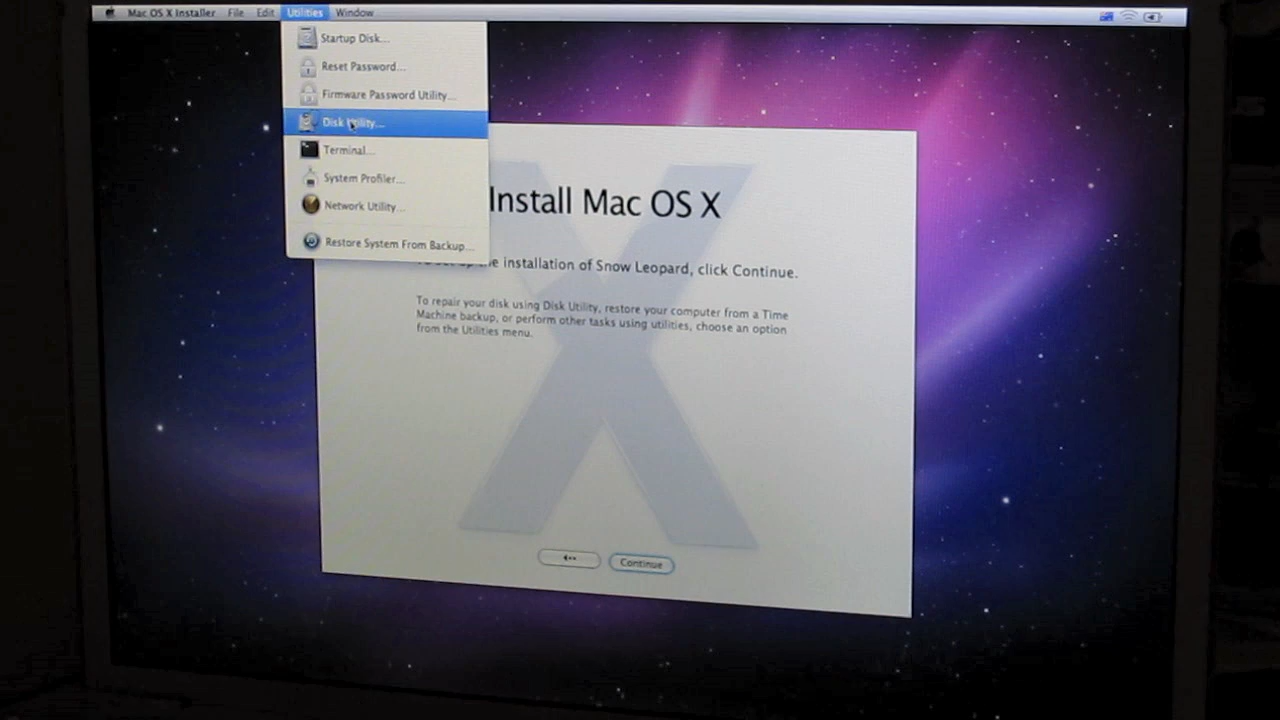 Mac OS X Installer File Edit Utilities Window
Startup Disk...
Reset Password...
Firmware Password Utility...
Disk Utility...
Terminal...
System Profiler...
Network Utility...
Restore System From Backup...
Install Mac OS X
the installation of Snow Leopard, click Continue.
To repair your disk using Disk Utility, restore your computer from a Time
Machine backup, or perform other tasks using utilities, choose an option
from the Utilities menu.
Continue